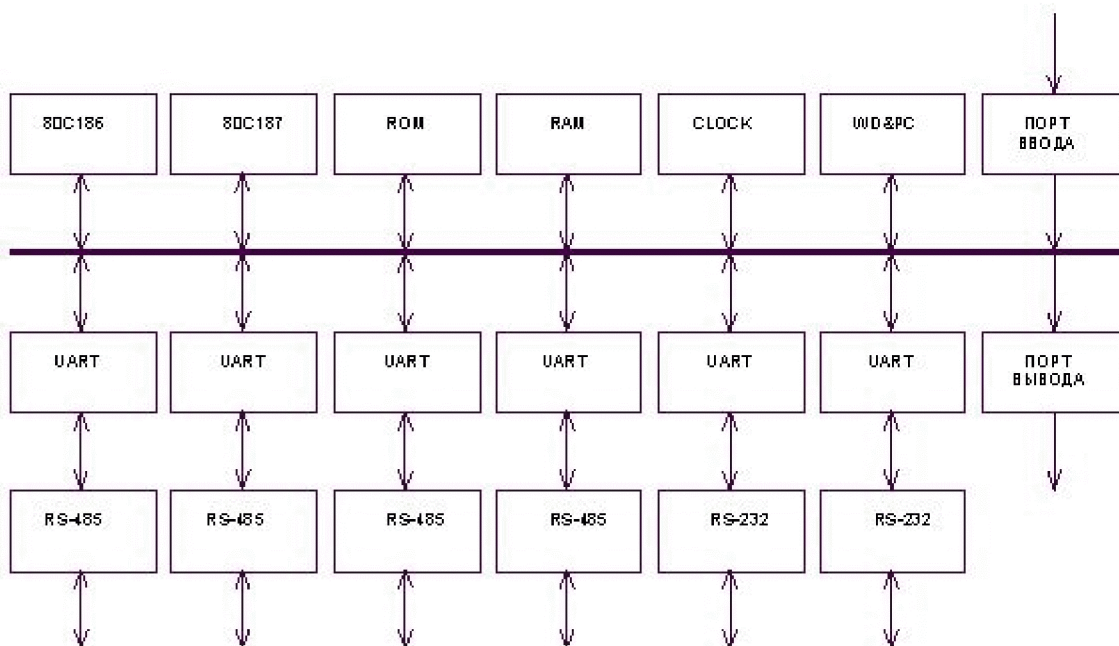 80C186
80C187
ROM
RAM
CLOCK
WD&PC
ПОРТ
ВВОДА
UART
UART
UART
UART
UART
UART
ПОРТ
ВЫВОДА
RS-485
RS-485
RS-485
RS-485
RS-232
RS-232